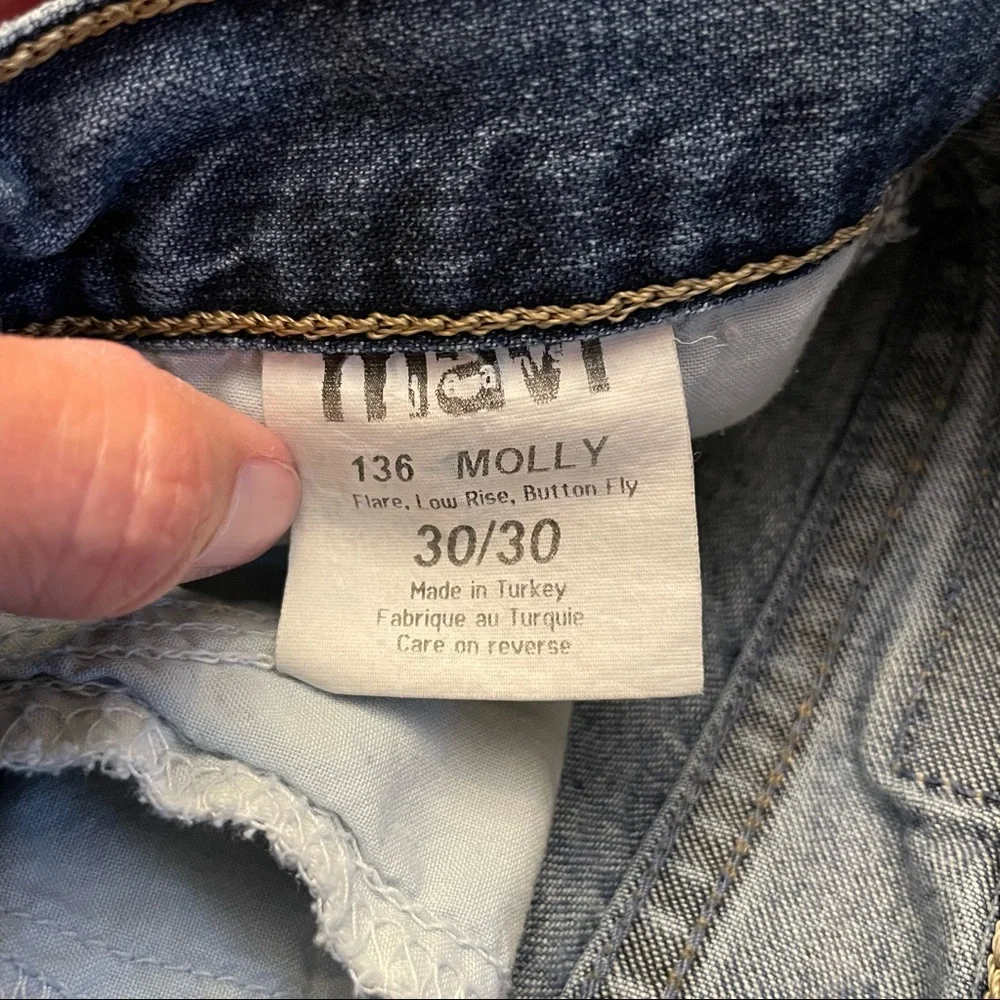 mavi
136 MOLLY
Flare, Low Rise, Button Fly
30/30
Made in Turkey
Fabrique au Turquie
Care on reverse